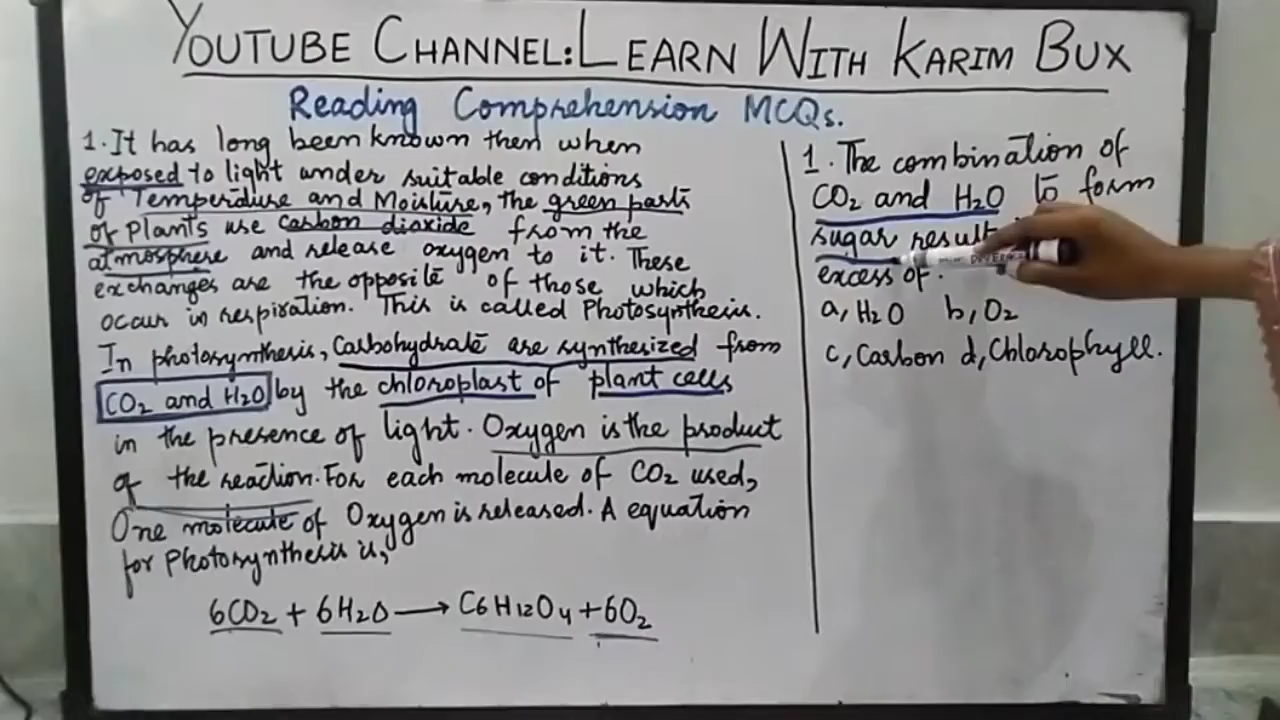 YOUTUBE CHANNEL: LEARN WITH KARIM BUX
Reading Comprehension MCQs.
1. It has long been known then when
exposed to light under suitable conditions
of Temperature and Moisture, the green parts
of Plants use carbon dioxide from the
atmosphere and release oxygen to it. These
exchanges are the opposite of those which
occur in respiration. This is called Photosynthesis.
In photosynthesis, Carbohydrate are synthesized from
CO2 and H2O by the chloroplast of plant cells
in the presence of light. Oxygen is the product
of the reaction. For each molecule of CO2 used,
One molecule of Oxygen is released. A equation
for Photosynthesis is,
6CO2 + 6H2O → C6H12O4 + 6O2
1. The combination of
CO2 and H2O to form
sugar result
excess of.
a, H2O b, O2
c, Carbon d, Chlorophyll.